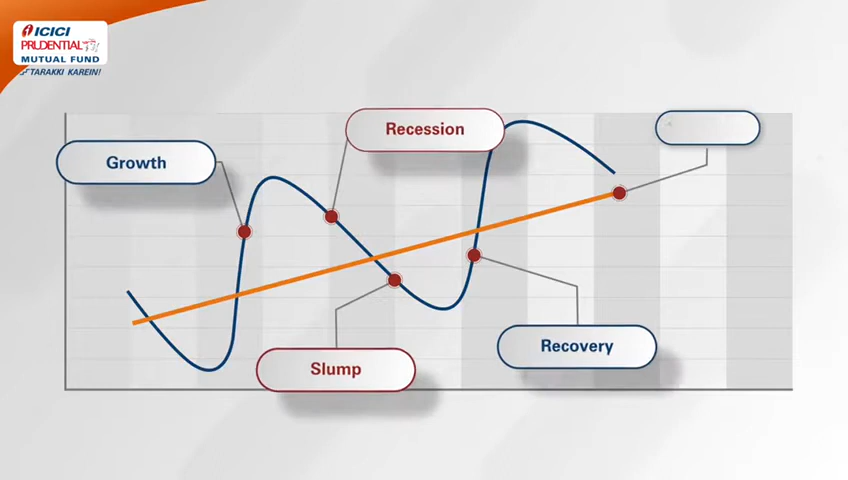 ICICI
PRUDENTIAL
MUTUAL FUND
TARAKKI KAREIN!
Recession
Growth
Recovery
Slump